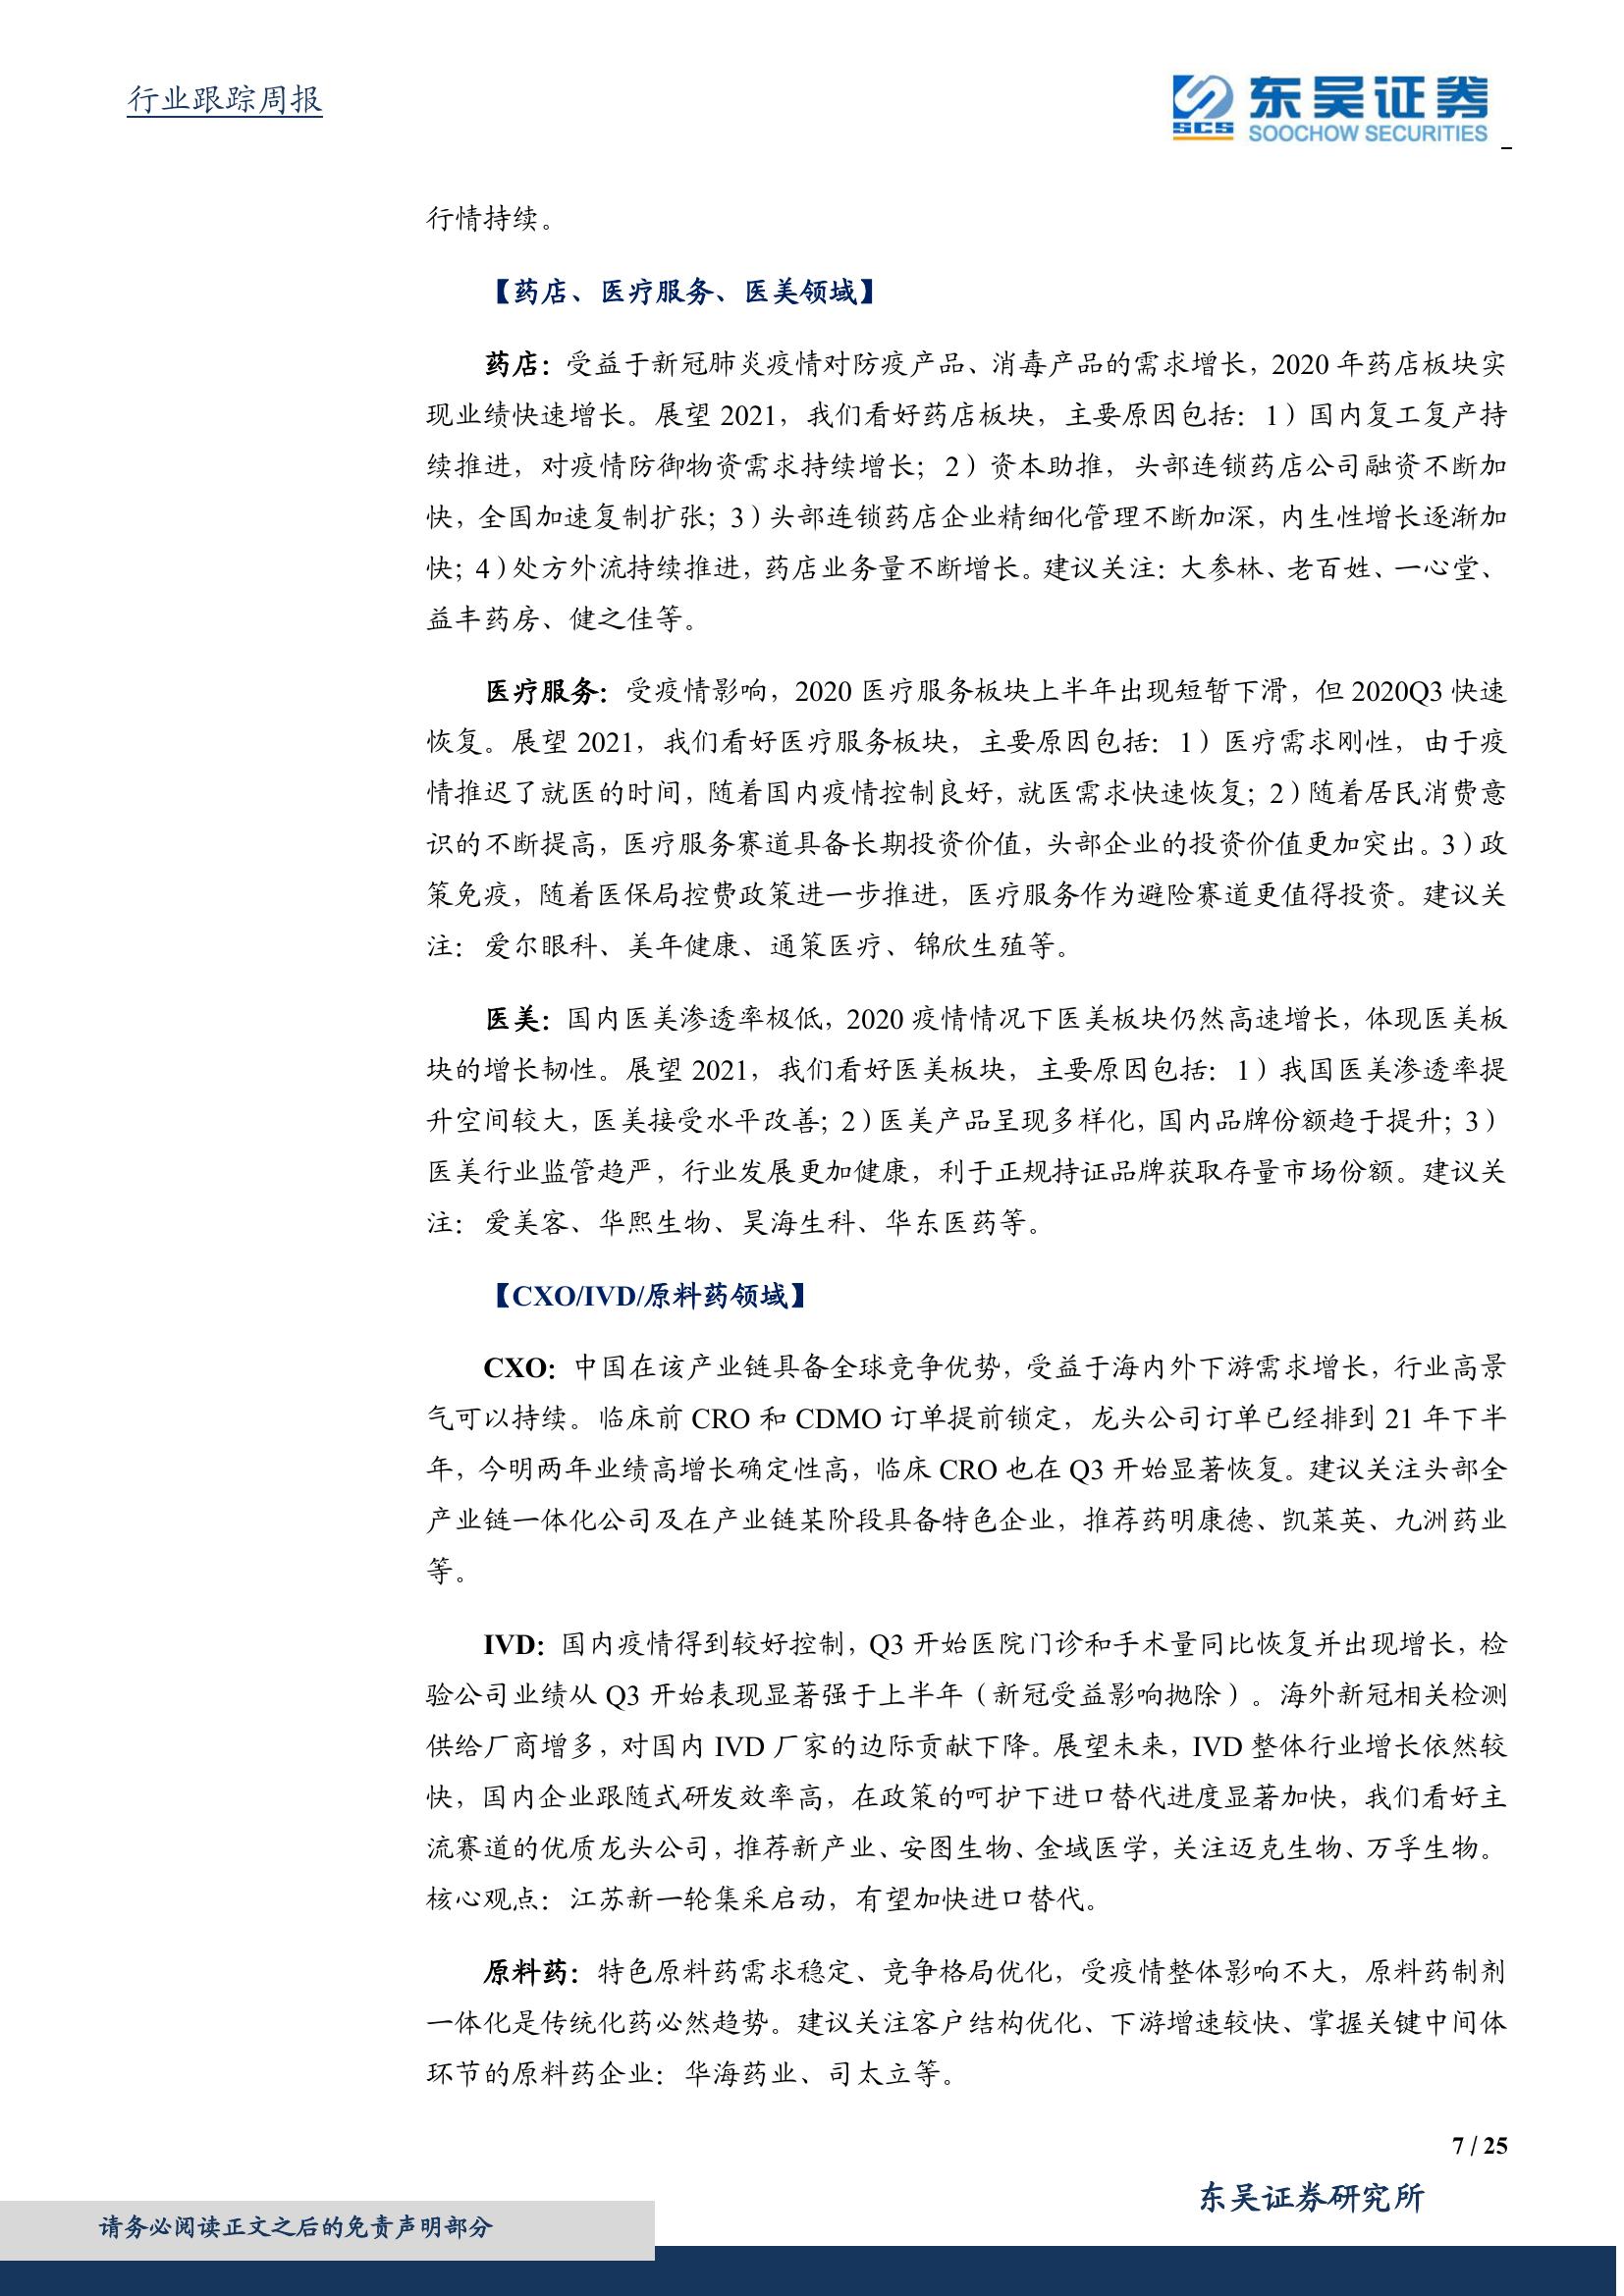 行业跟踪周报
SCS
东吴证券
SOOCHOW SECURITIES
行情持续。
【药店、医疗服务、医美领域】
药店：受益于新冠肺炎疫情对防疫产品、消毒产品的需求增长，2020 年药店板块实
现业绩快速增长。展望 2021，我们看好药店板块，主要原因包括：1）国内复工复产持
续推进，对疫情防御物资需求持续增长；2）资本助推，头部连锁药店公司融资不断加
快，全国加速复制扩张；3）头部连锁药店企业精细化管理不断加深，内生性增长逐渐加
快；4）处方外流持续推进，药店业务量不断增长。建议关注：大参林、老百姓、一心堂、
益丰药房、健之佳等。
医疗服务：受疫情影响，2020 医疗服务板块上半年出现短暂下滑，但 2020Q3 快速
恢复。展望 2021，我们看好医疗服务板块，主要原因包括：1）医疗需求刚性，由于疫
情推迟了就医的时间，随着国内疫情控制良好，就医需求快速恢复；2）随着居民消费意
识的不断提高，医疗服务赛道具备长期投资价值，头部企业的投资价值更加突出。3）政
策免疫，随着医保局控费政策进一步推进，医疗服务作为避险赛道更值得投资。建议关
注：爱尔眼科、美年健康、通策医疗、锦欣生殖等。
医美：国内医美渗透率极低，2020 疫情情况下医美板块仍然高速增长，体现医美板
块的增长韧性。展望 2021，我们看好医美板块，主要原因包括：1）我国医美渗透率提
升空间较大，医美接受水平改善；2）医美产品呈现多样化，国内品牌份额趋于提升；3）
医美行业监管趋严，行业发展更加健康，利于正规持证品牌获取存量市场份额。建议关
注：爱美客、华熙生物、昊海生科、华东医药等。
【CXO/IVD/原料药领域】
CXO：中国在该产业链具备全球竞争优势，受益于海内外下游需求增长，行业高景
气可以持续。临床前 CRO 和 CDMO 订单提前锁定，龙头公司订单已经排到 21 年下半
年，今明两年业绩高增长确定性高，临床 CRO 也在 Q3 开始显著恢复。建议关注头部全
产业链一体化公司及在产业链某阶段具备特色企业，推荐药明康德、凯莱英、九洲药业
等。
IVD：国内疫情得到较好控制，Q3 开始医院门诊和手术量同比恢复并出现增长，检
验公司业绩从 Q3 开始表现显著强于上半年（新冠受益影响抛除）。海外新冠相关检测
供给厂商增多，对国内 IVD 厂家的边际贡献下降。展望未来，IVD 整体行业增长依然较
快，国内企业跟随式研发效率高，在政策的呵护下进口替代进度显著加快，我们看好主
流赛道的优质龙头公司，推荐新产业、安图生物、金域医学，关注迈克生物、万孚生物。
核心观点：江苏新一轮集采启动，有望加快进口替代。
原料药：特色原料药需求稳定、竞争格局优化，受疫情整体影响不大，原料药制剂
一体化是传统化药必然趋势。建议关注客户结构优化、下游增速较快、掌握关键中间体
环节的原料药企业：华海药业、司太立等。
7 / 25
东吴证券研究所
请务必阅读正文之后的免责声明部分